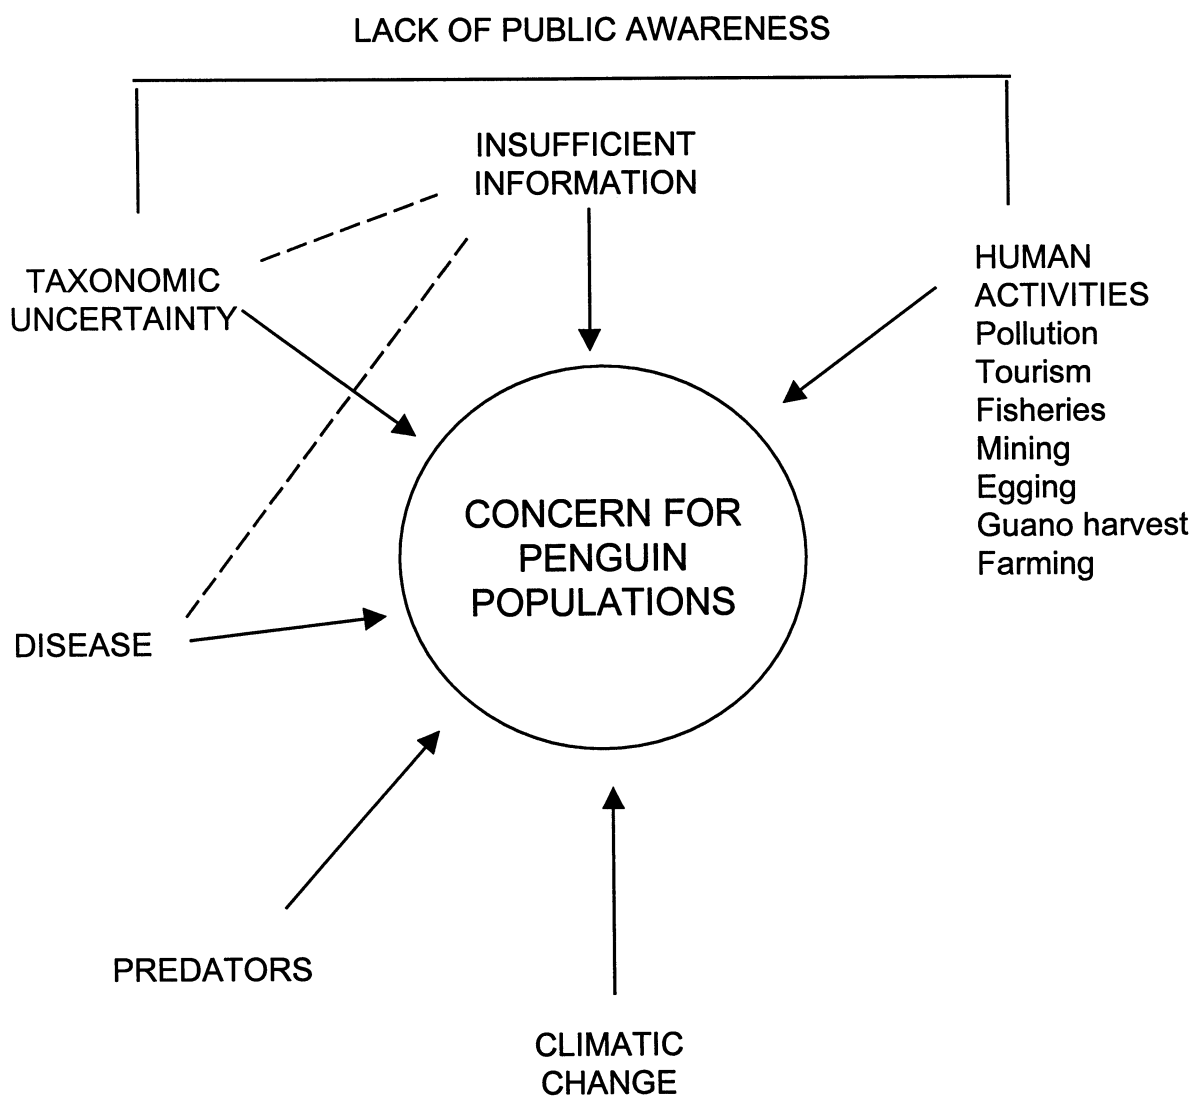 LACK OF PUBLIC AWARENESS
INSUFFICIENT
INFORMATION
TAXONOMIC
UNCERTAINTY
HUMAN
ACTIVITIES
Pollution
Tourism
Fisheries
Mining
Egging
Guano harvest
Farming
CONCERN FOR
PENGUIN
POPULATIONS
DISEASE
PREDATORS
CLIMATIC
CHANGE